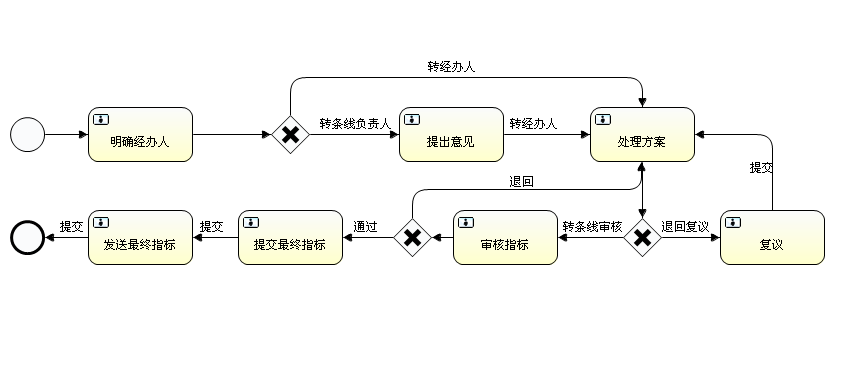 转经办人
转条线负责人
转经办人
明确经办人
提出意见
处理方案
提交
退回
提交
提交
通过
转条线审核
退回复议
发送最终指标
提交最终指标
审核指标
复议